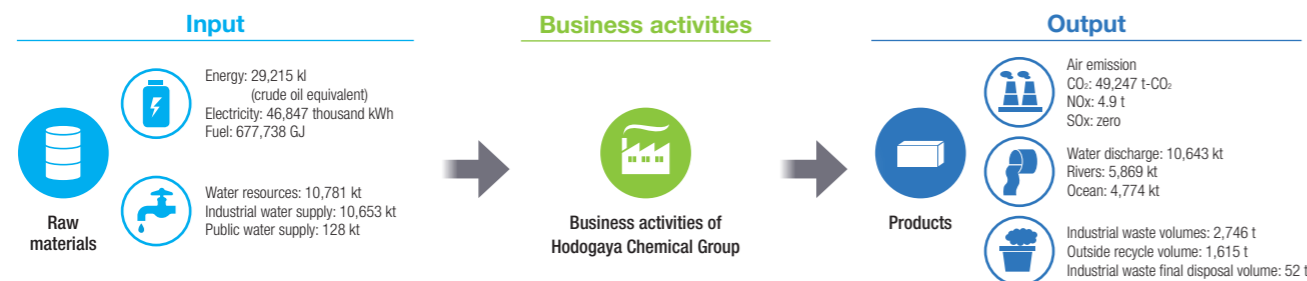 Input
Energy: 29,215 kl
(crude oil equivalent)
Electricity: 46,847 thousand kWh
Fuel: 677,738 GJ
Water resources: 10,781 kt
Industrial water supply: 10,653 kt
Public water supply: 128 kt
Raw
materials
Business activities
Business activities of
Hodogaya Chemical Group
Output
Products
Air emission
CO₂: 49,247 t-CO₂
NOx: 4.9 t
SOx: zero
Water discharge: 10,643 kt
Rivers: 5,869 kt
Ocean: 4,774 kt
Industrial waste volumes: 2,746 t
Outside recycle volume: 1,615 t
Industrial waste final disposal volume: 52 t